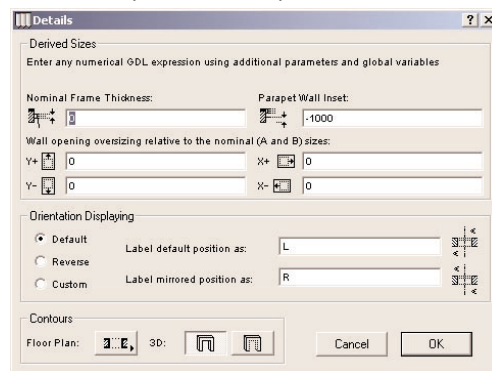 Details
Derived Sizes
Enter any numerical GDL expression using additional parameters and global variables
Nominal Frame Thickness: Parapet Wall Inset:
0 -1000
Wall opening oversizing relative to the nominal (A and B) sizes:
Y+ 0 X+ 0
Y- 0 X- 0
Orientation Displaying
Default Label default position as: L
Reverse
Custom Label mirrored position as: R
Contours
Floor Plan: 3D: Cancel OK